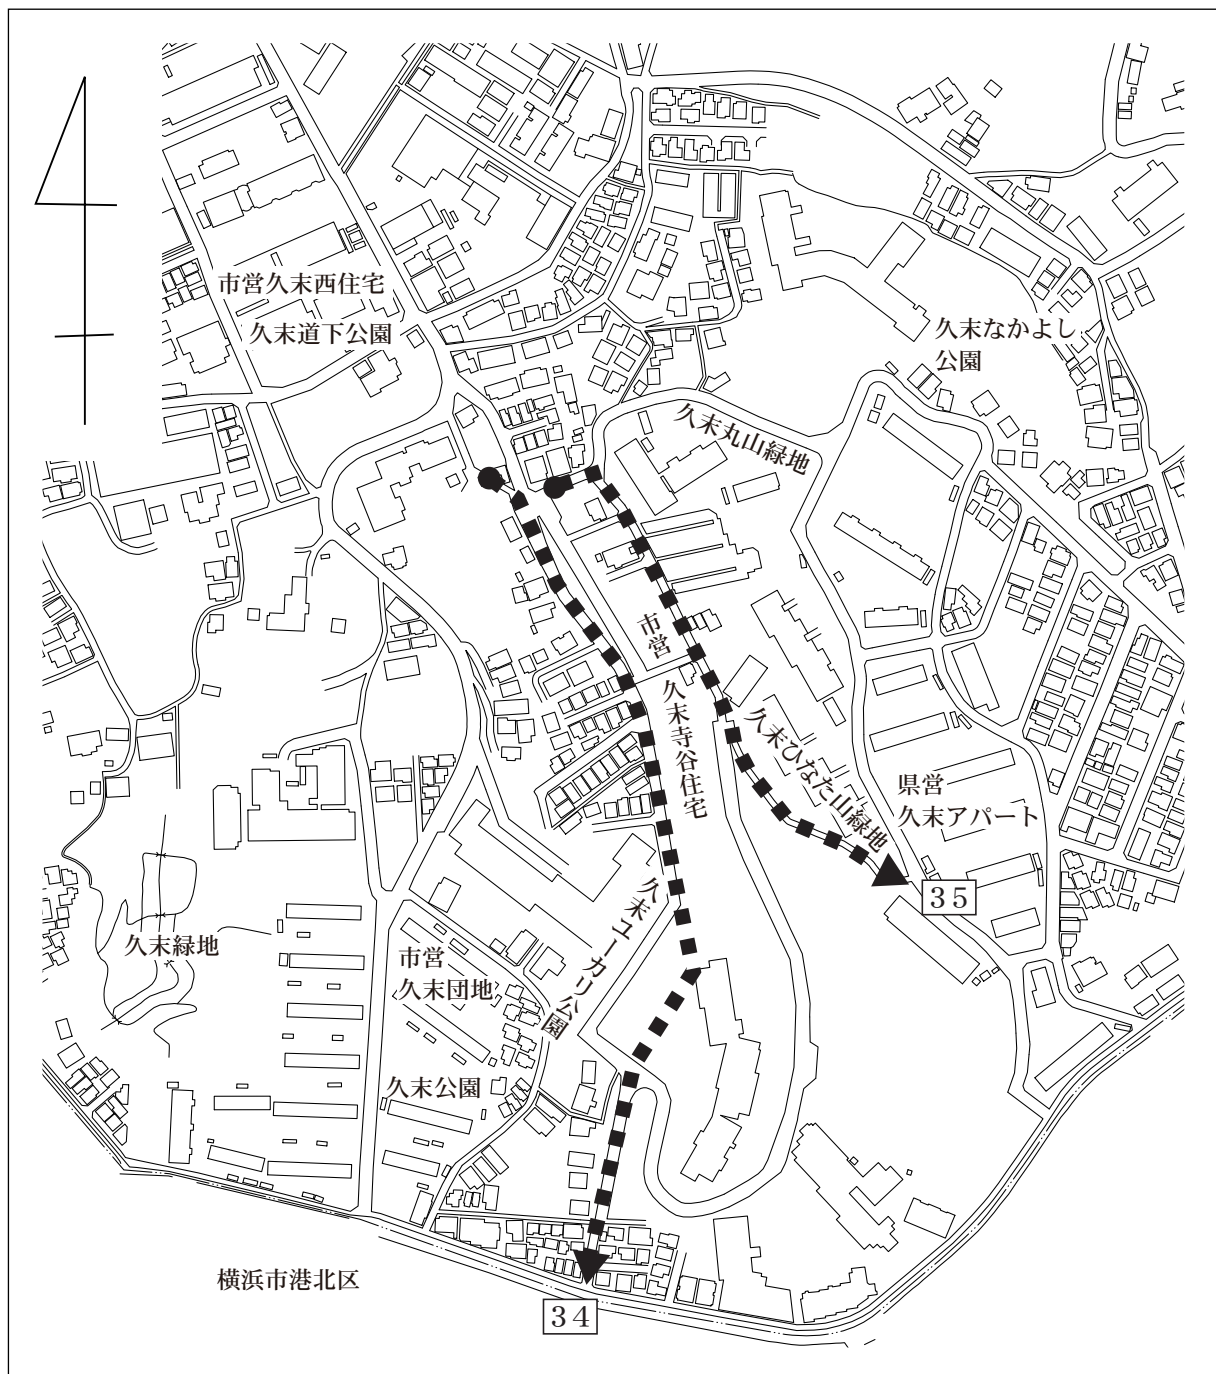 市営久末西住宅
久末道下公園
久末なかよし
公園
久末丸山緑地
市営
久末寺谷住宅
久末ひなた山緑地
県営
久末アパート
35
久末ユーカリ公園
久末緑地
市営
久末団地
久末公園
横浜市港北区
34